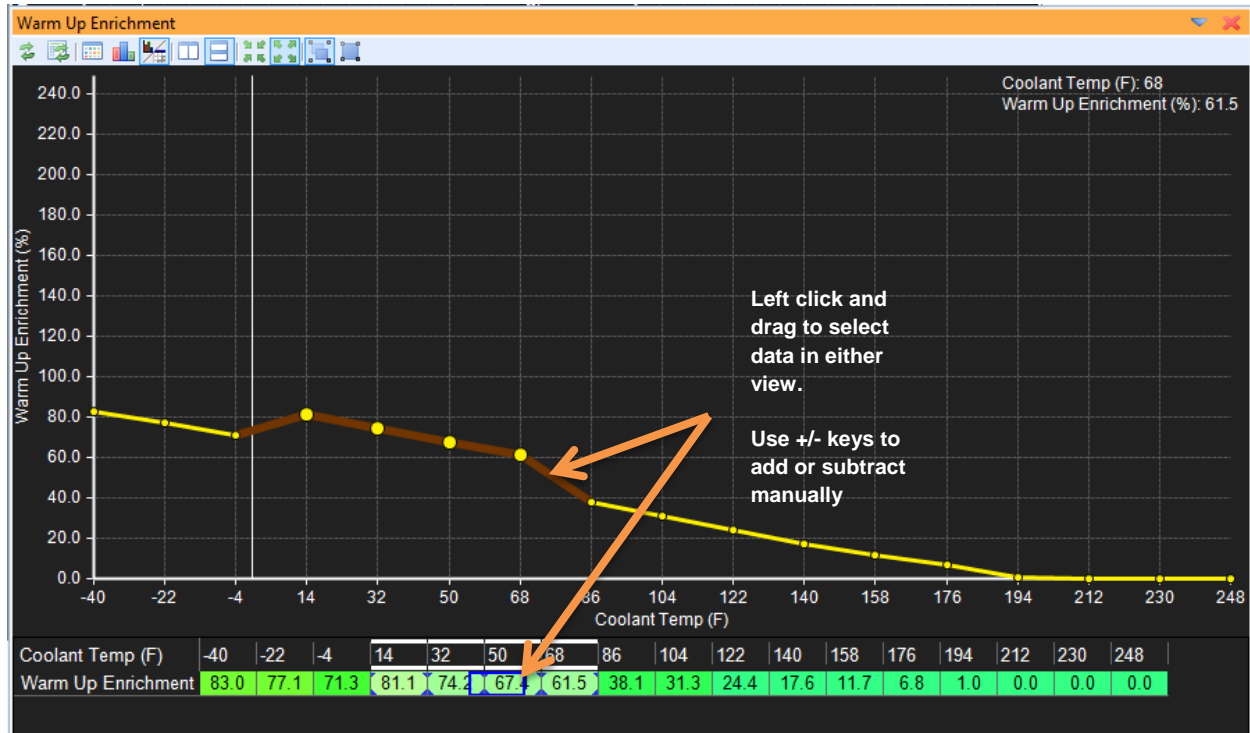 Warm Up Enrichment
Coolant Temp (F): 68
Warm Up Enrichment (%): 61.5
240.0
220.0
200.0
180.0
160.0
140.0
120.0
100.0
80.0
60.0
40.0
20.0
0.0
Warm Up Enrichment (%)
Left click and
drag to select
data in either
view.
Use +/- keys to
add or subtract
manually
-40 -22 -4 14 32 50 68 86 104 122 140 158 176 194 212 230 248
Coolant Temp (F)
Coolant Temp (F) -40 -22 -4 14 32 50 68 86 104 122 140 158 176 194 212 230 248
Warm Up Enrichment 83.0 77.1 71.3 81.1 74.2 67.4 61.5 38.1 31.3 24.4 17.6 11.7 6.8 1.0 0.0 0.0 0.0